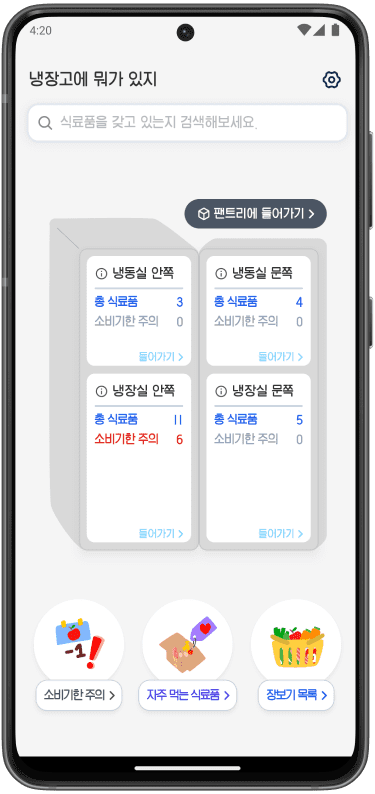 4:20
냉장고에 뭐가 있지
식료품을 갖고 있는지 검색해보세요.
팬트리에 들어가기 >
냉동실 안쪽
총 식료품 3
소비기한 주의 0
들어가기 >
냉동실 문쪽
총 식료품 4
소비기한 주의 0
들어가기 >
냉장실 안쪽
총 식료품 11
소비기한 주의 6
들어가기 >
냉장실 문쪽
총 식료품 5
소비기한 주의 0
들어가기 >
-1
소비기한 주의 >
자주 먹는 식료품 >
장보기 목록 >